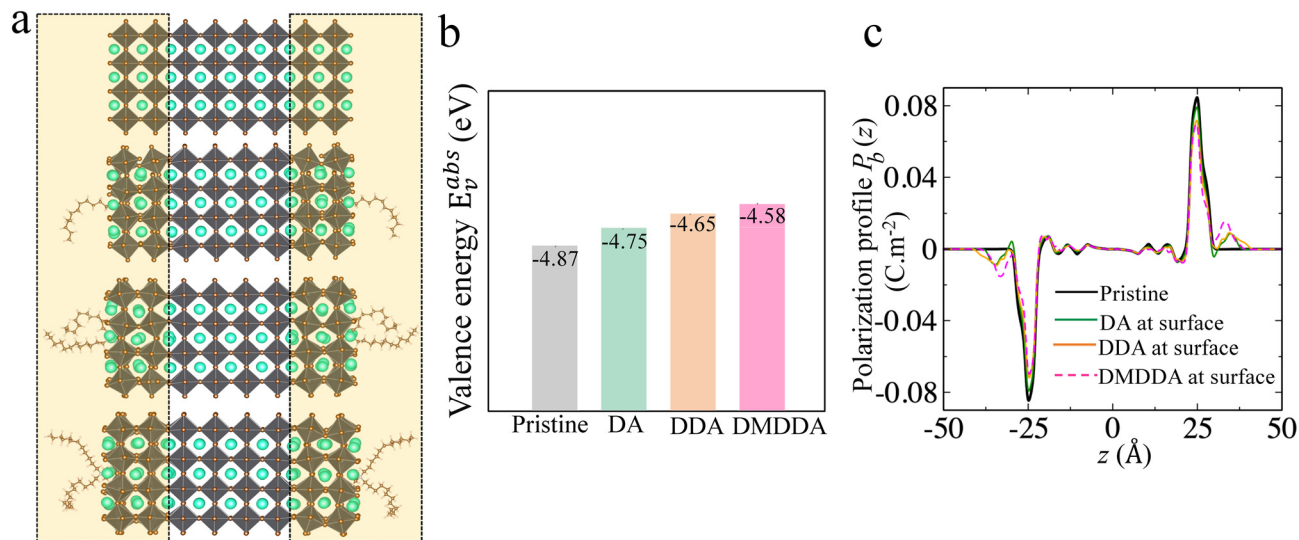 a
b
Valence energy E_v^abs (eV)
-4.87
-4.75
-4.65
-4.58
Pristine
DA
DDA
DMDDA
c
Polarization profile P_b(z)
(C.m⁻²)
0.08
0.04
0
-0.04
-0.08
Pristine
DA at surface
DDA at surface
DMDDA at surface
-50
-25
0
25
50
z (Å)